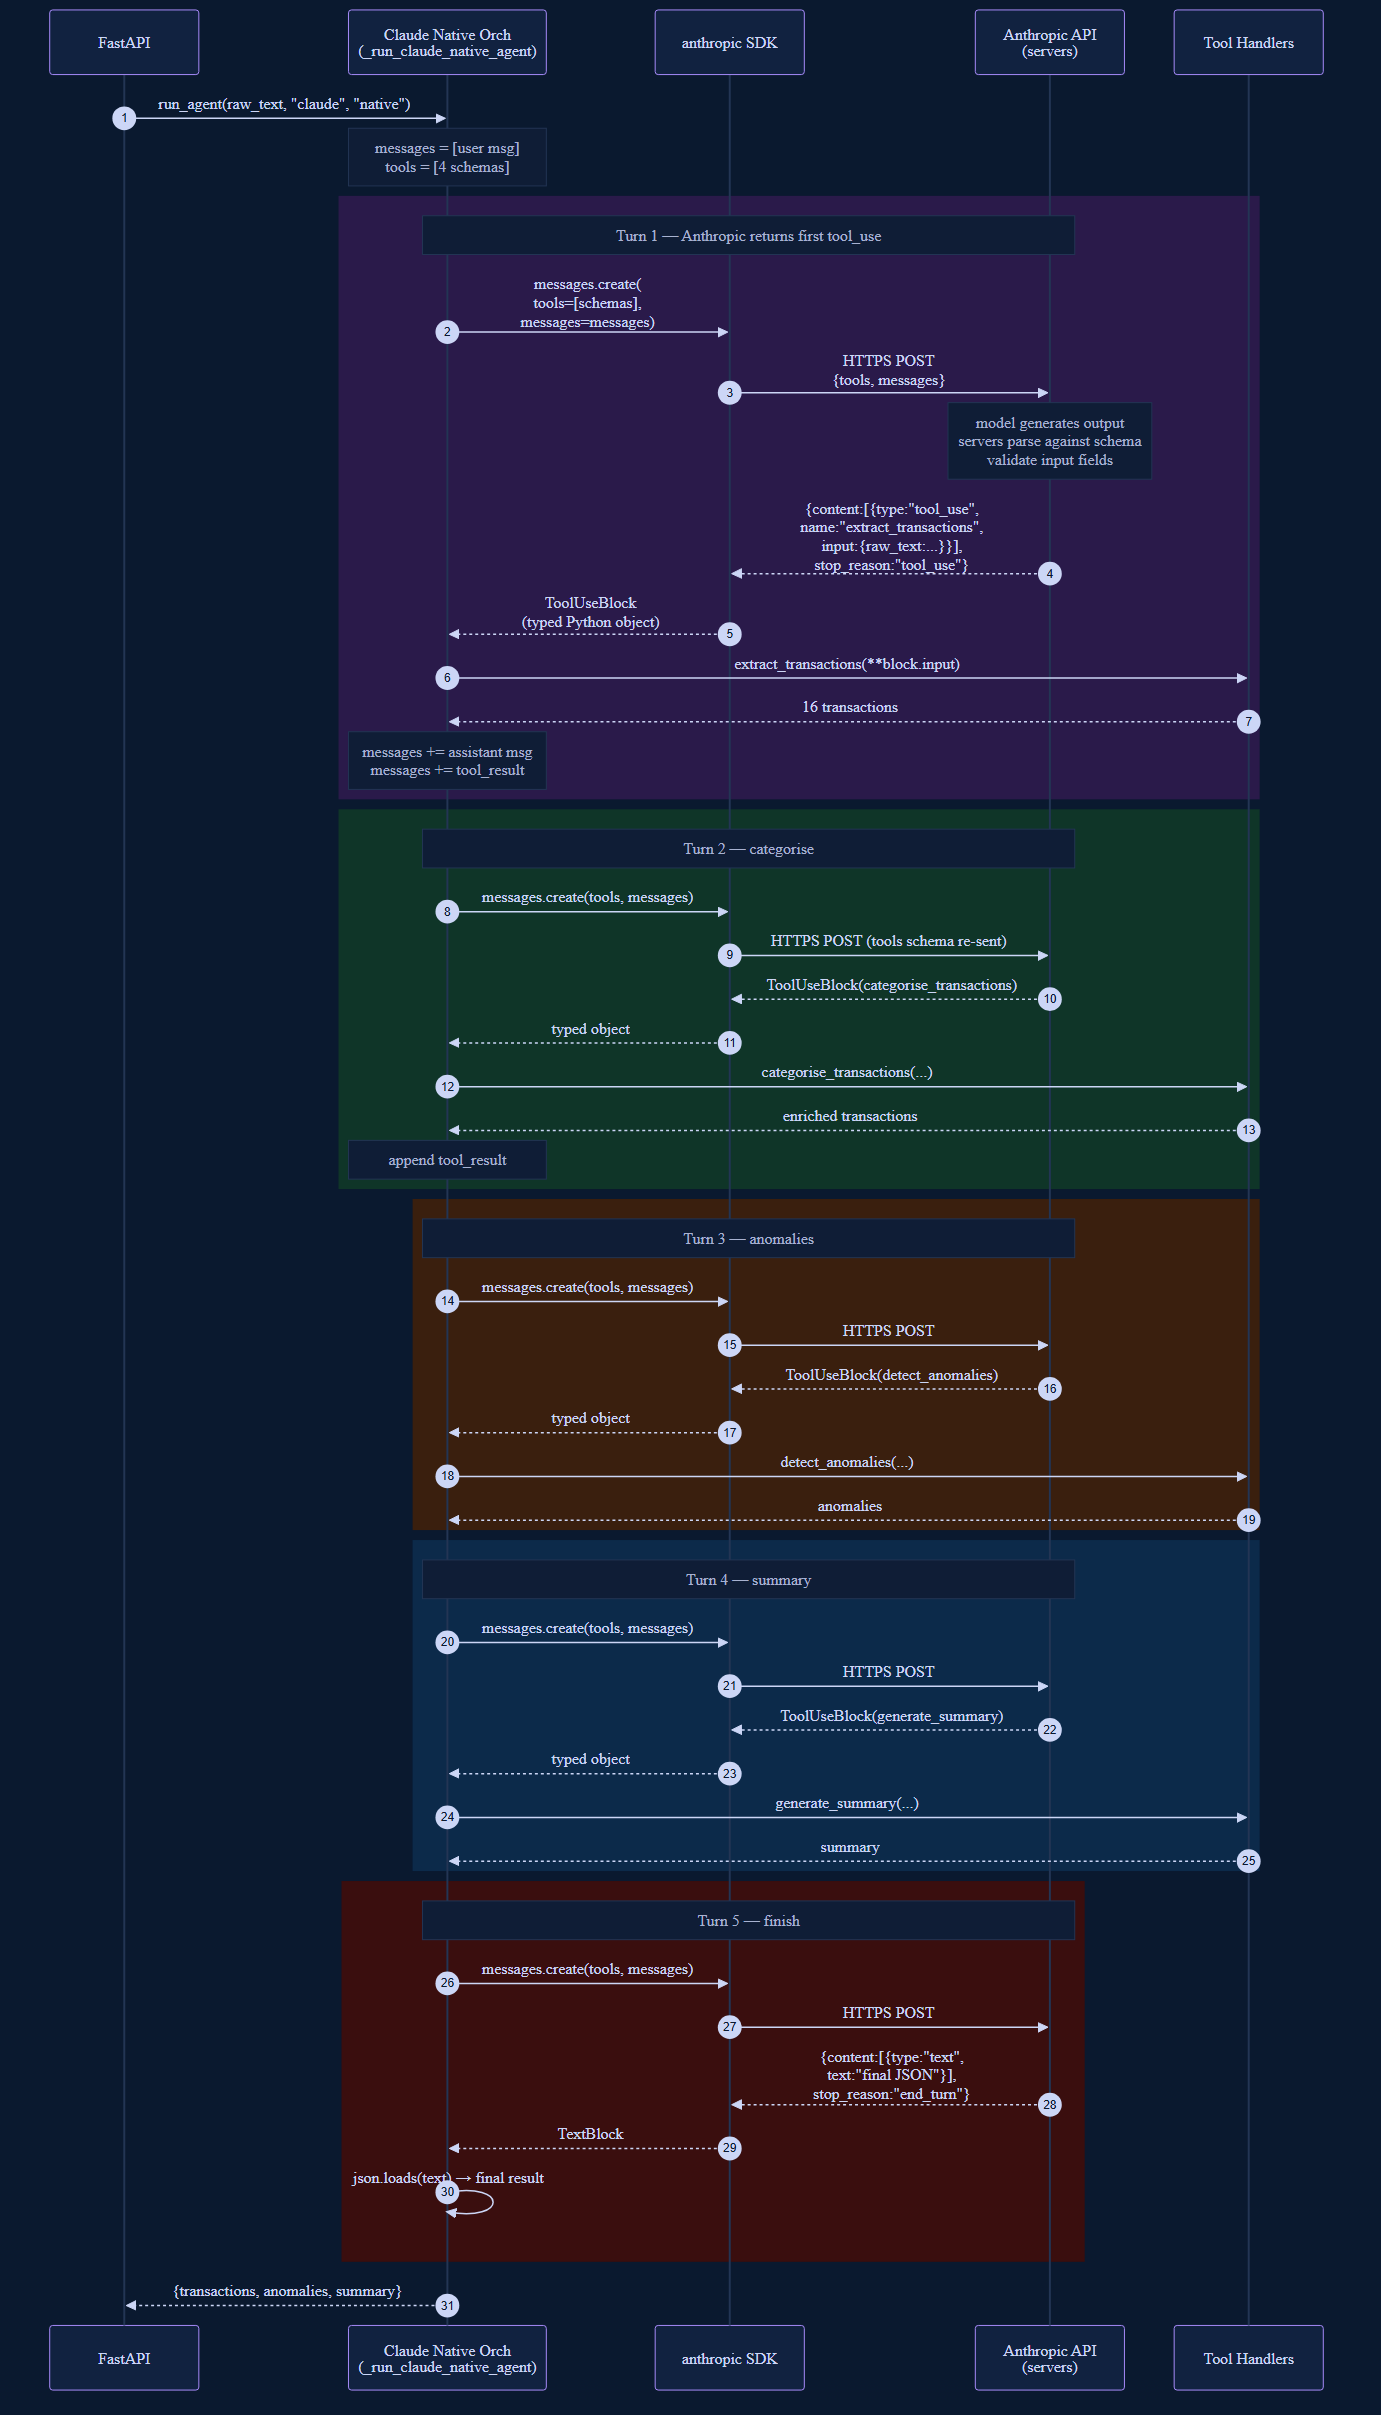 FastAPI
Claude Native Orch
(_run_claude_native_agent)
anthropic SDK
Anthropic API
(servers)
Tool Handlers
run_agent(raw_text, "claude", "native")
1
messages = [user msg]
tools = [4 schemas]
Turn 1 — Anthropic returns first tool_use
messages.create(
tools=[schemas],
messages=messages)
2
HTTPS POST
{tools, messages}
3
model generates output
servers parse against schema
validate input fields
{content:[{type:"tool_use",
name:"extract_transactions",
input:{raw_text:...}}],
stop_reason:"tool_use"}
4
ToolUseBlock
(typed Python object)
5
extract_transactions(**block.input)
6
16 transactions
7
messages += assistant msg
messages += tool_result
Turn 2 — categorise
messages.create(tools, messages)
8
HTTPS POST (tools schema re-sent)
9
ToolUseBlock(categorise_transactions)
10
typed object
11
categorise_transactions(...)
12
enriched transactions
13
append tool_result
Turn 3 — anomalies
messages.create(tools, messages)
14
HTTPS POST
15
ToolUseBlock(detect_anomalies)
16
typed object
17
detect_anomalies(...)
18
anomalies
19
Turn 4 — summary
messages.create(tools, messages)
20
HTTPS POST
21
ToolUseBlock(generate_summary)
22
typed object
23
generate_summary(...)
24
summary
25
Turn 5 — finish
messages.create(tools, messages)
26
HTTPS POST
27
{content:[{type:"text",
text:"final JSON"}],
stop_reason:"end_turn"}
28
TextBlock
29
json.loads(text) → final result
30
{transactions, anomalies, summary}
31
FastAPI
Claude Native Orch
(_run_claude_native_agent)
anthropic SDK
Anthropic API
(servers)
Tool Handlers